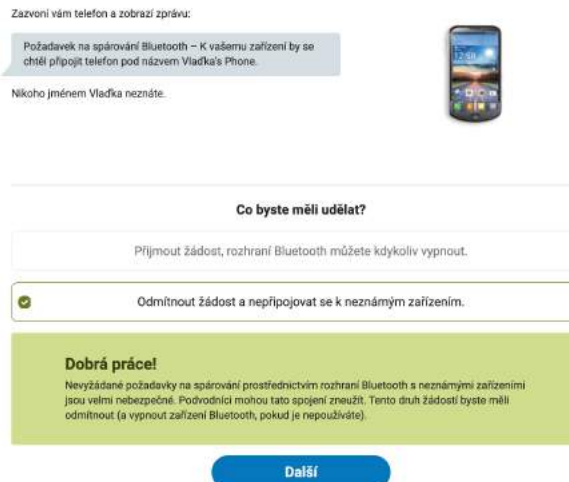 Zazvoní vám telefon a zobrazí zprávu:
Požadavek na spárování Bluetooth – K vašemu zařízení by se
chtěl připojit telefon pod názvem Vlaďka's Phone.
Nikoho jménem Vlaďka neznáte.
12:58
Co byste měli udělat?
Přijmout žádost, rozhraní Bluetooth můžete kdykoliv vypnout.
Odmítnout žádost a nepřipojovat se k neznámým zařízením.
Dobrá práce!
Nevyžádané požadavky na spárování prostřednictvím rozhraní Bluetooth s neznámými zařízeními
jsou velmi nebezpečné. Podvodníci mohou tato spojení zneužít. Tento druh žádostí byste měli
odmítnout (a vypnout zařízení Bluetooth, pokud je nepoužíváte).
Další